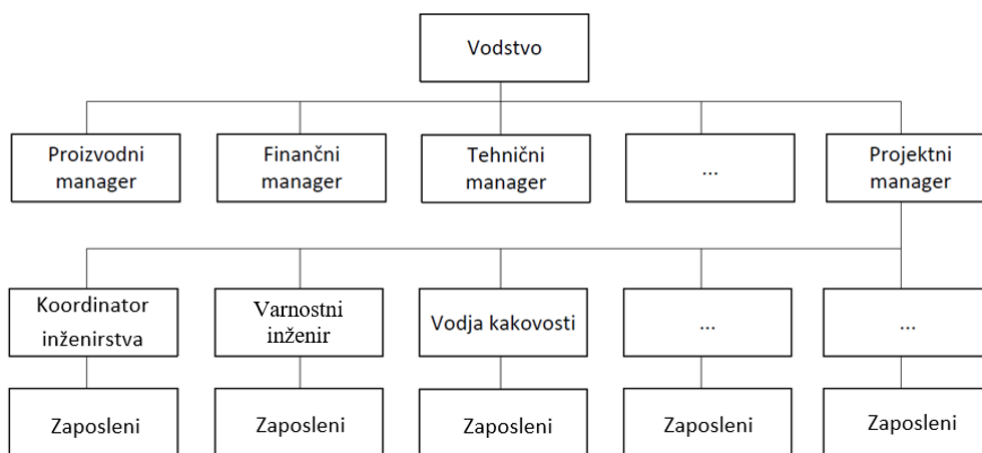 Vodstvo
Proizvodni
manager
Finančni
manager
Tehnični
manager
...
Projektni
manager
Koordinator
inženirstva
Varnostni
inženir
Vodja kakovosti
...
...
Zaposleni
Zaposleni
Zaposleni
Zaposleni
Zaposleni